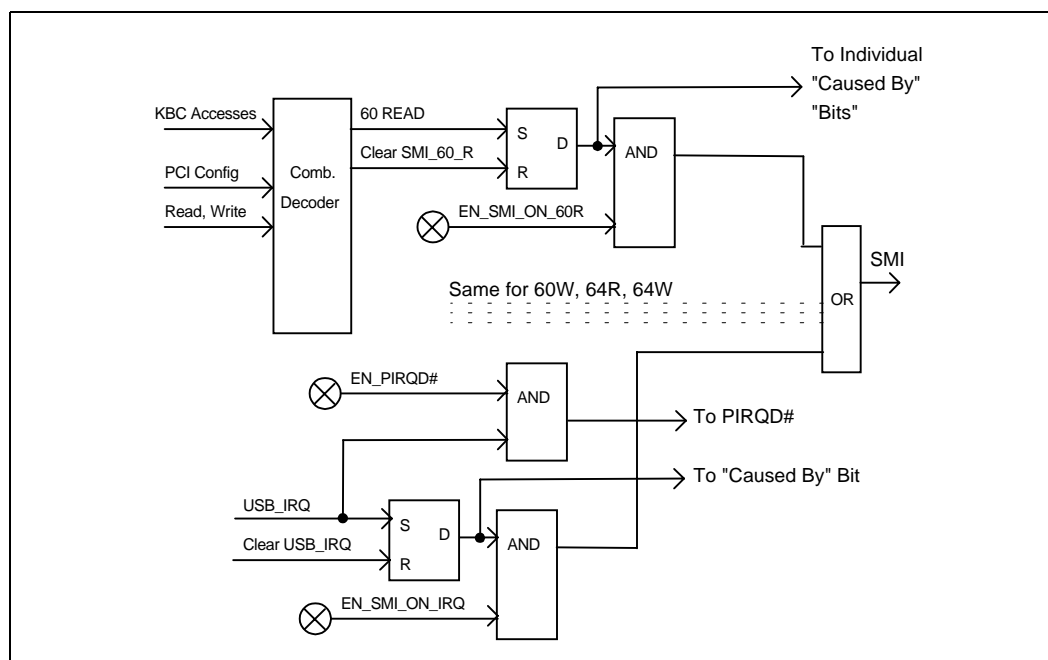 To Individual
"Caused By"
"Bits"
KBC Accesses
60 READ
S
D
AND
Clear SMI_60_R
R
PCI Config
Comb.
Decoder
Read, Write
EN_SMI_ON_60R
SMI
Same for 60W, 64R, 64W
OR
EN_PIRQD#
AND
To PIRQD#
To "Caused By" Bit
USB_IRQ
S
D
AND
Clear USB_IRQ
R
EN_SMI_ON_IRQ